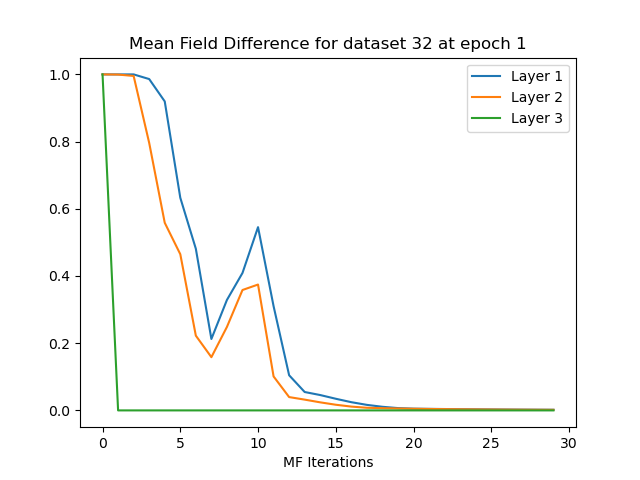 Mean Field Difference for dataset 32 at epoch 1
Layer 1
Layer 2
Layer 3
1.0
0.8
0.6
0.4
0.2
0.0
0 5 10 15 20 25 30
MF Iterations